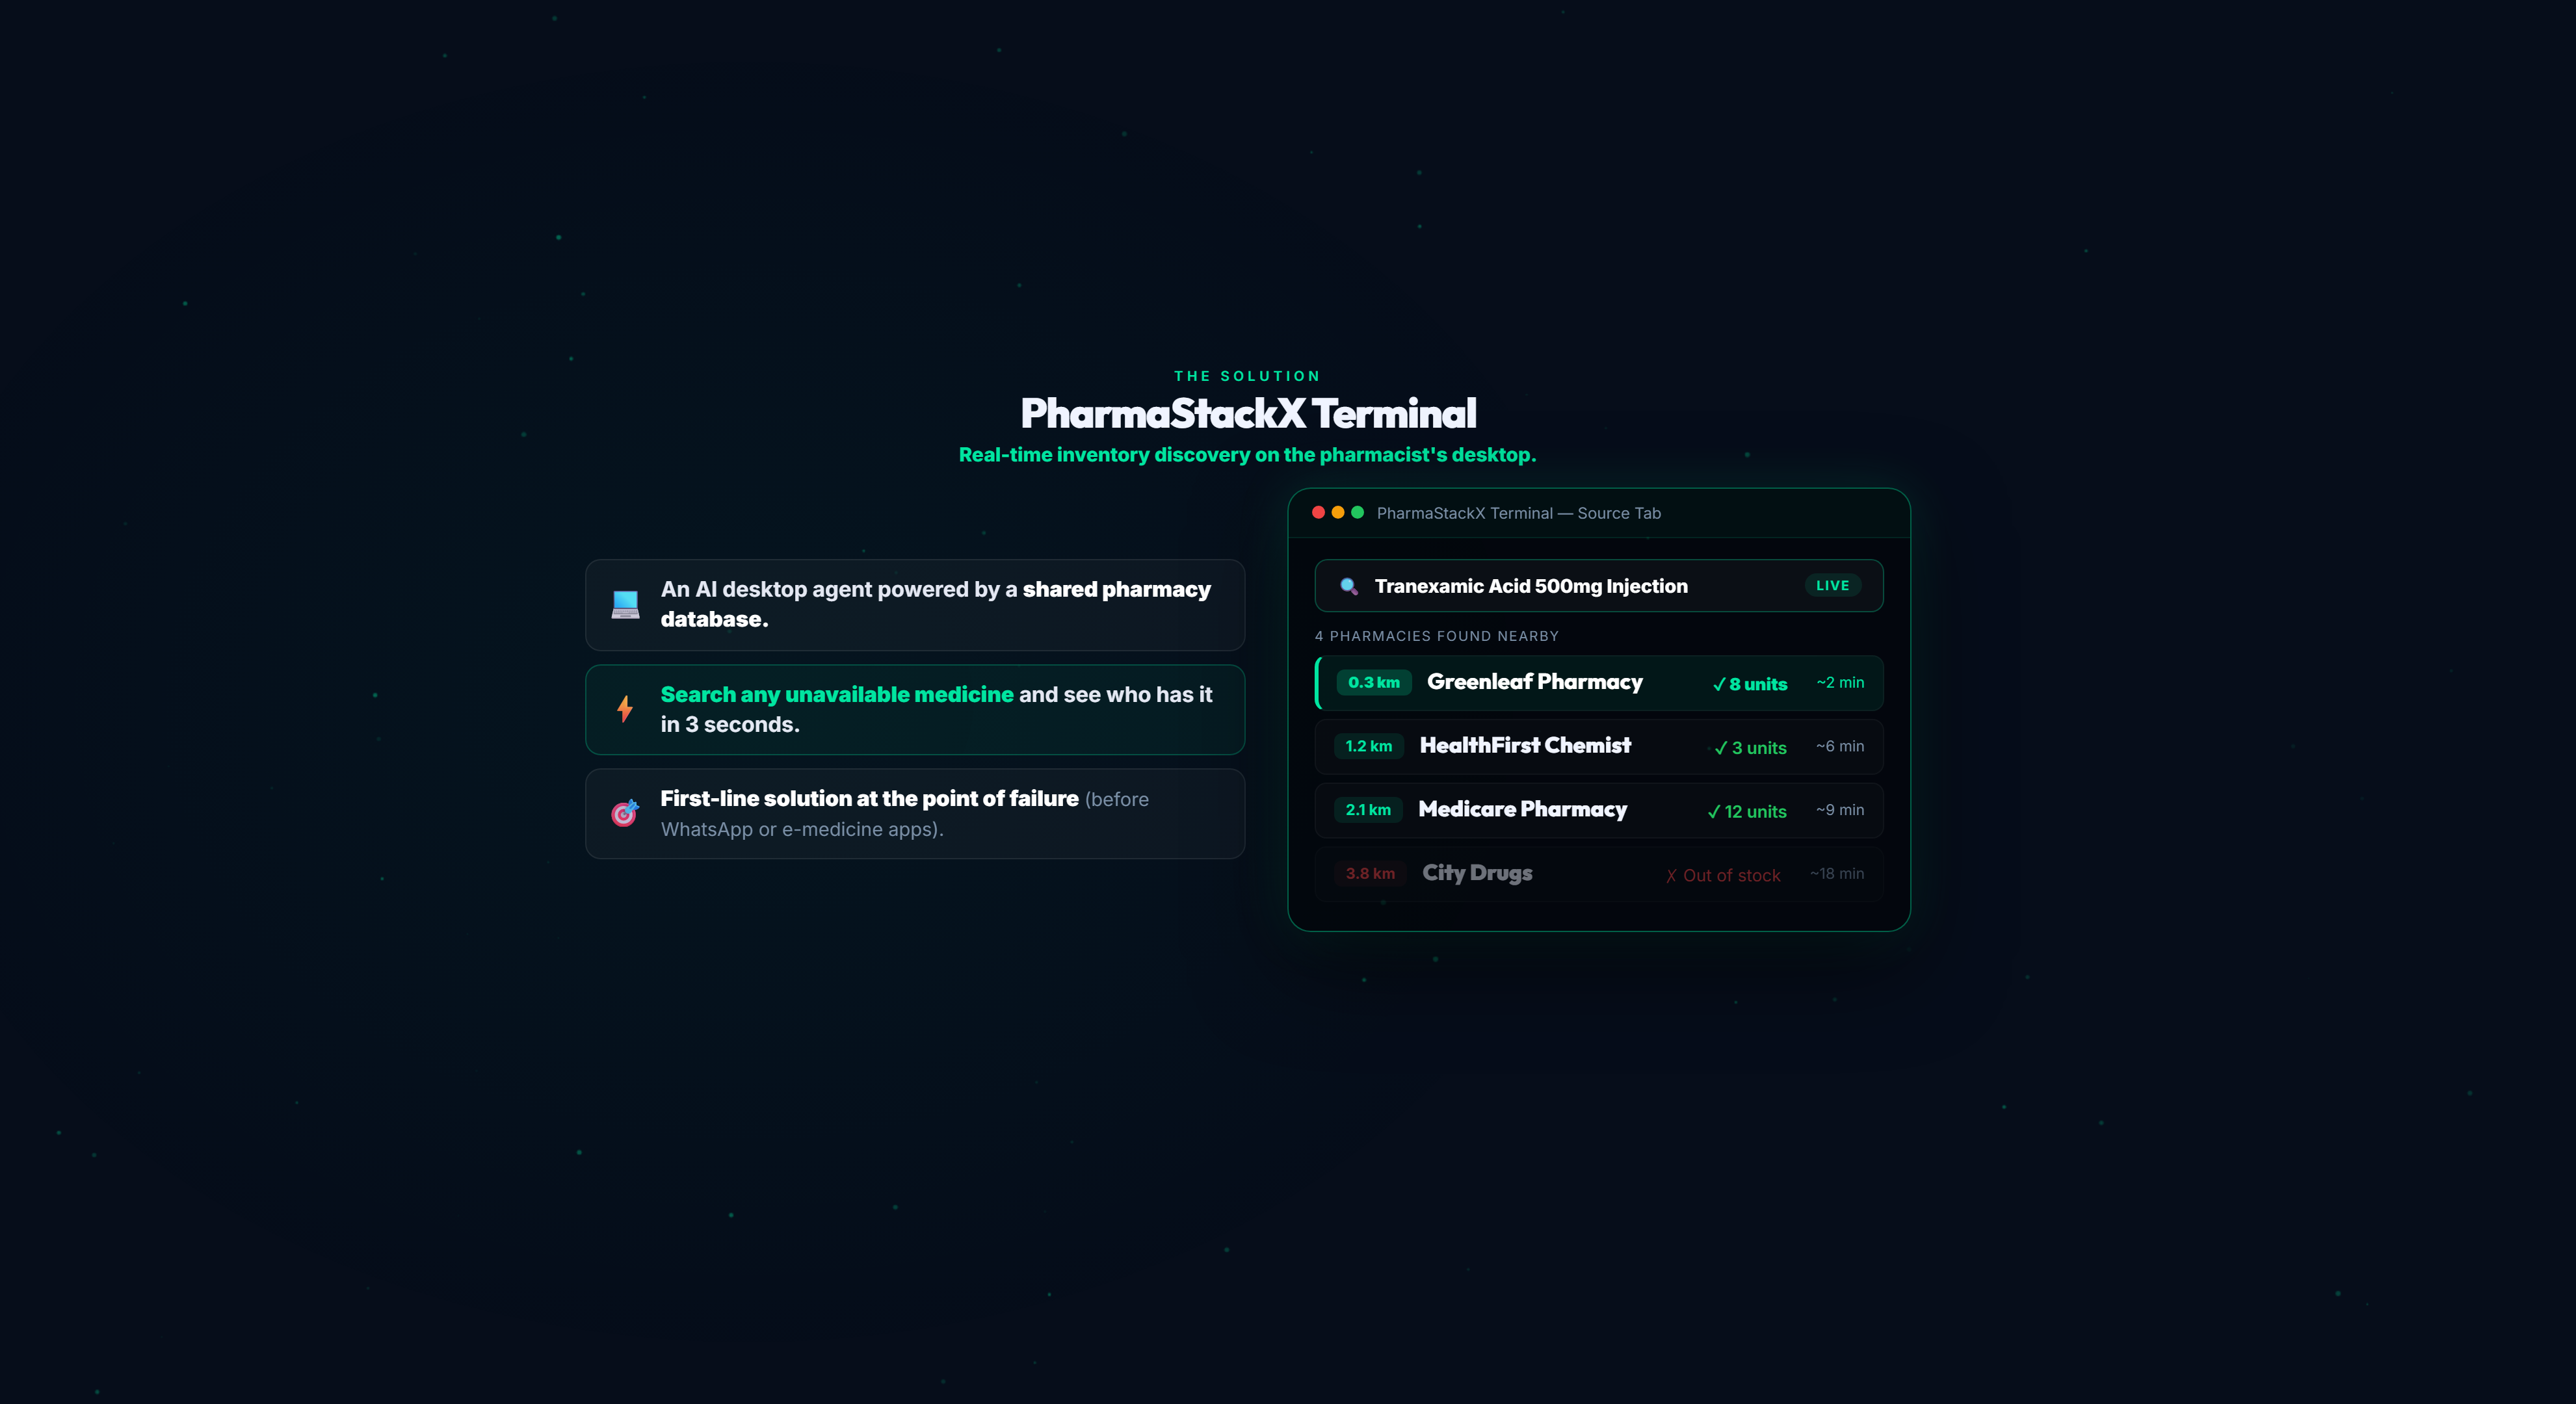 THE SOLUTION
PharmaStackX Terminal
Real-time inventory discovery on the pharmacist's desktop.
An AI desktop agent powered by a shared pharmacy
database.
Search any unavailable medicine and see who has it
in 3 seconds.
First-line solution at the point of failure (before
WhatsApp or e-medicine apps).
PharmaStackX Terminal — Source Tab
Tranexamic Acid 500mg Injection LIVE
4 PHARMACIES FOUND NEARBY
0.3 km Greenleaf Pharmacy ✓ 8 units ~2 min
1.2 km HealthFirst Chemist ✓ 3 units ~6 min
2.1 km Medicare Pharmacy ✓ 12 units ~9 min
3.8 km City Drugs ✗ Out of stock ~18 min